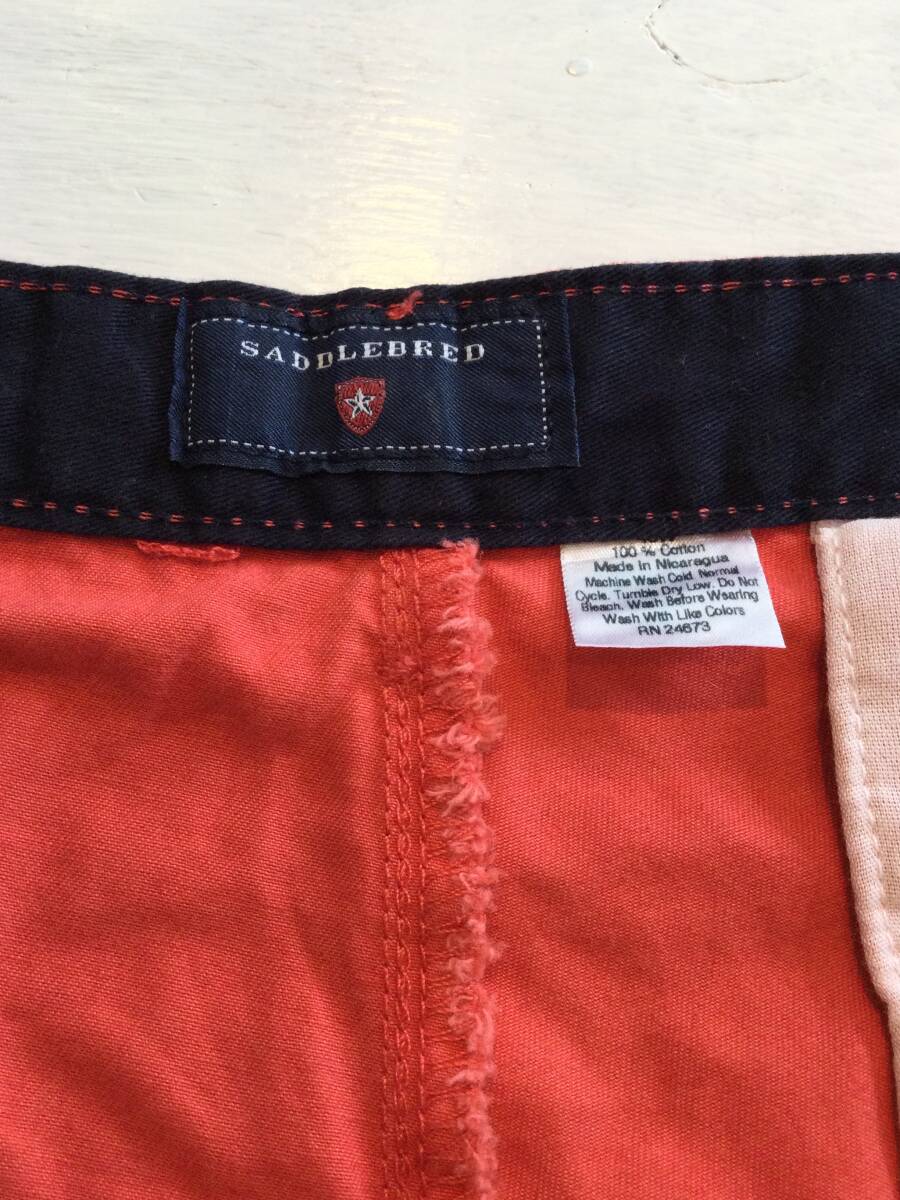 SADDLEBRED
100 % Cotton
Made in Nicaragua
Machine Wash Cold Normal
Cycle. Tumble Dry Low. Do Not
Bleach. Wash Before Wearing
Wash With Like Colors
RN 24673